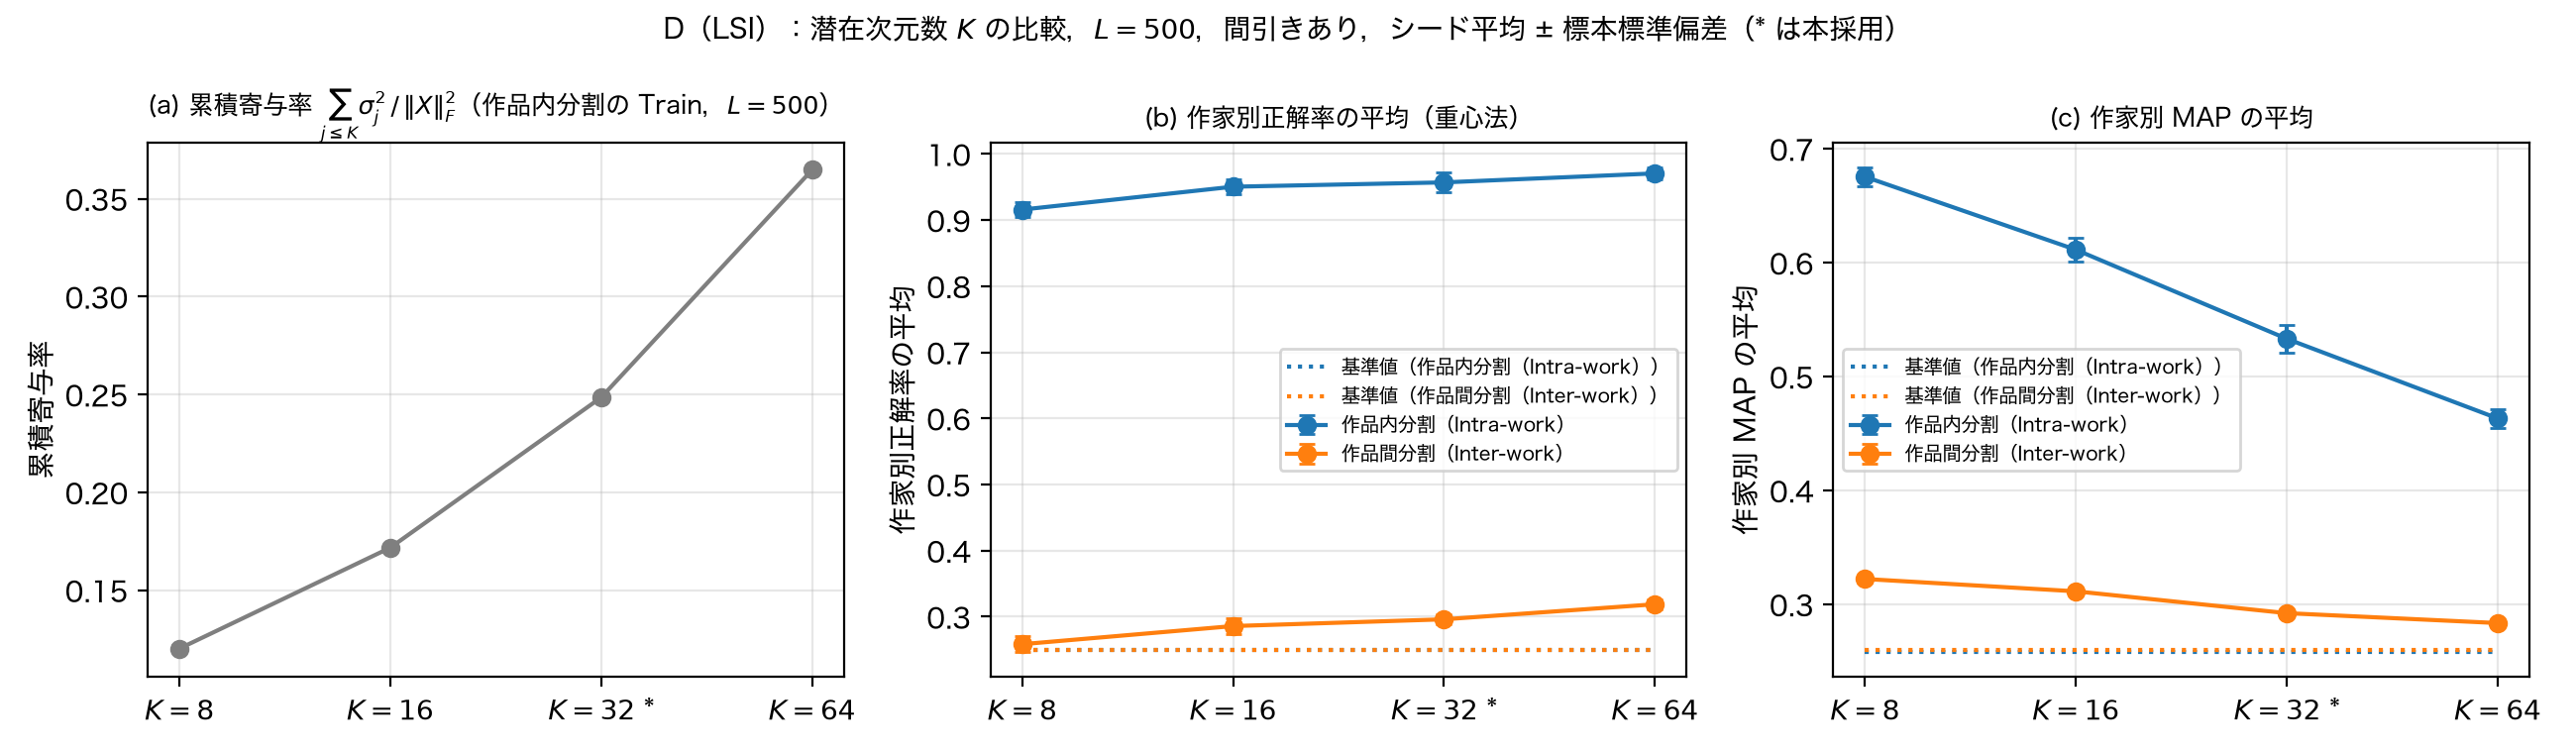 D（LSI）：潜在次元数 K の比較，L = 500，間引きあり，シード平均 ± 標本標準偏差（* は本採用）
(a) 累積寄与率 ∑_{j≤K} σ_j^2 / ∥X∥_F^2（作品内分割の Train，L = 500）
累積寄与率
0.35
0.30
0.25
0.20
0.15
K = 8
K = 16
K = 32 *
K = 64
(b) 作家別正解率の平均（重心法）
作家別正解率の平均
1.0
0.9
0.8
0.7
0.6
0.5
0.4
0.3
基準値（作品内分割（Intra-work））
基準値（作品間分割（Inter-work））
作品内分割（Intra-work）
作品間分割（Inter-work）
K = 8
K = 16
K = 32 *
K = 64
(c) 作家別 MAP の平均
作家別 MAP の平均
0.7
0.6
0.5
0.4
0.3
基準値（作品内分割（Intra-work））
基準値（作品間分割（Inter-work））
作品内分割（Intra-work）
作品間分割（Inter-work）
K = 8
K = 16
K = 32 *
K = 64